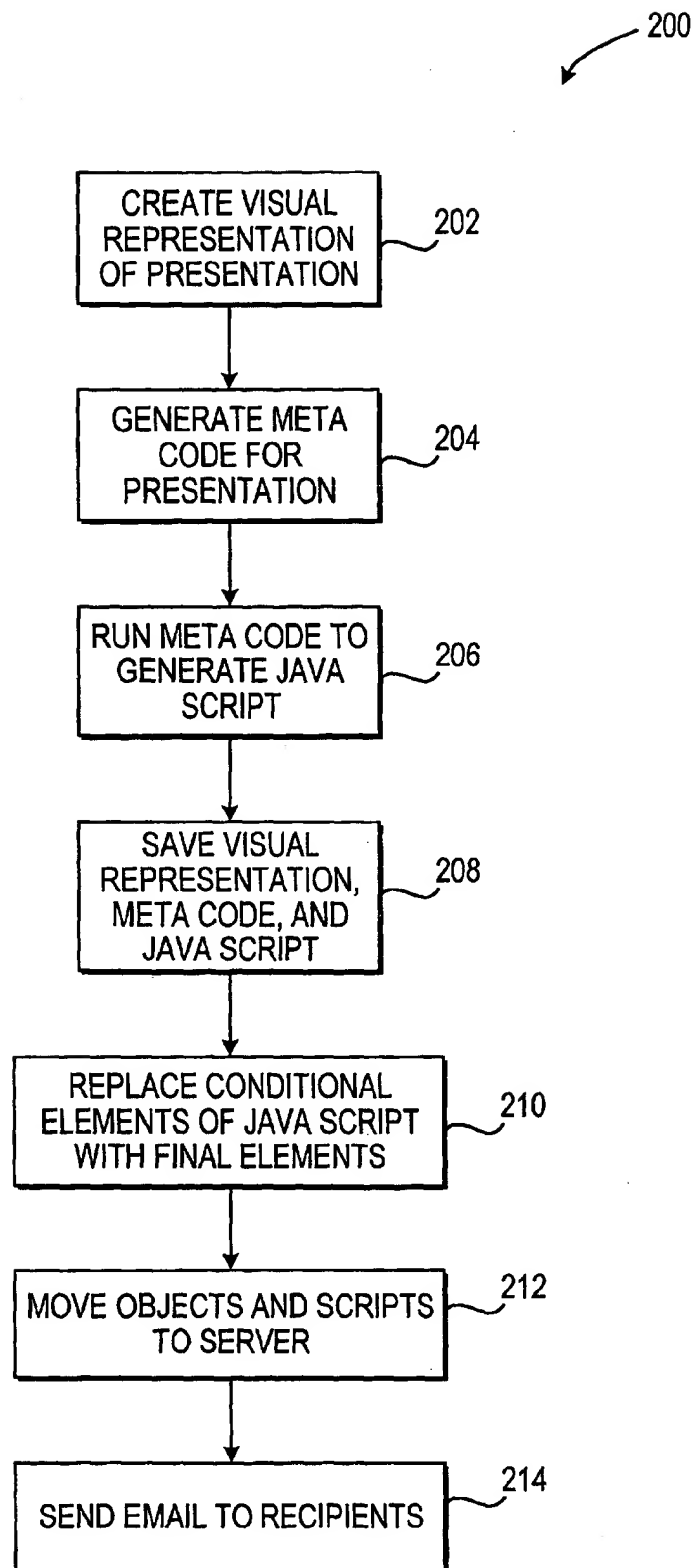 200
CREATE VISUAL
REPRESENTATION
OF PRESENTATION
202
GENERATE META
CODE FOR
PRESENTATION
204
RUN META CODE TO
GENERATE JAVA
SCRIPT
206
SAVE VISUAL
REPRESENTATION,
META CODE, AND
JAVA SCRIPT
208
REPLACE CONDITIONAL
ELEMENTS OF JAVA SCRIPT
WITH FINAL ELEMENTS
210
MOVE OBJECTS AND SCRIPTS
TO SERVER
212
SEND EMAIL TO RECIPIENTS
214